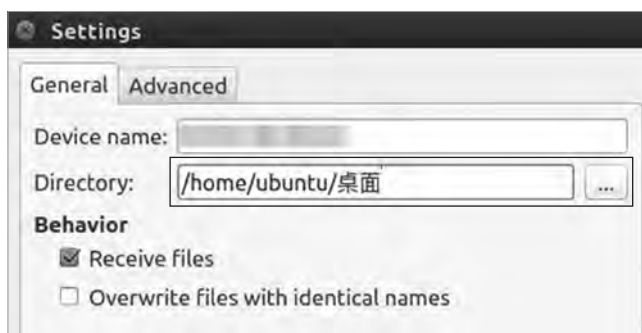 Settings
General Advanced
Device name:
Directory: /home/ubuntu/桌面 ...
Behavior
Receive files
Overwrite files with identical names